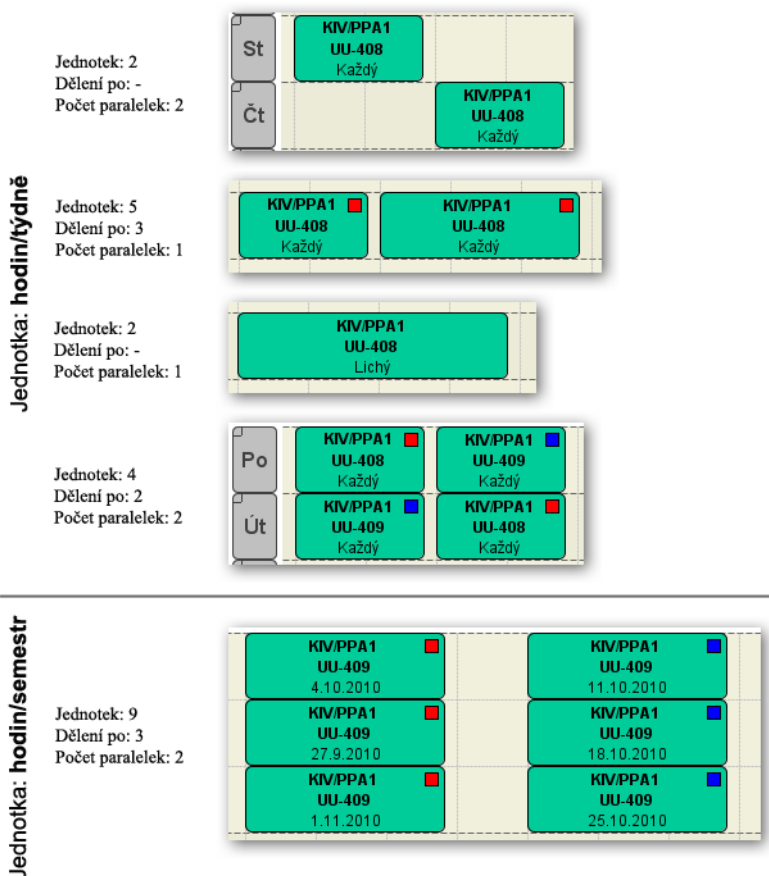 Jednotka: hodin/týdně
Jednotek: 2
Dělení po: -
Počet paralelek: 2
St
KIV/PPA1
UU-408
Každý
Čt
KIV/PPA1
UU-408
Každý
Jednotek: 5
Dělení po: 3
Počet paralelek: 1
KIV/PPA1
UU-408
Každý
KIV/PPA1
UU-408
Každý
Jednotek: 2
Dělení po: -
Počet paralelek: 1
KIV/PPA1
UU-408
Lichý
Jednotek: 4
Dělení po: 2
Počet paralelek: 2
Po
KIV/PPA1
UU-408
Každý
KIV/PPA1
UU-409
Každý
Út
KIV/PPA1
UU-409
Každý
KIV/PPA1
UU-408
Každý
Jednotka: hodin/semestr
Jednotek: 9
Dělení po: 3
Počet paralelek: 2
KIV/PPA1
UU-409
4.10.2010
KIV/PPA1
UU-409
11.10.2010
KIV/PPA1
UU-409
27.9.2010
KIV/PPA1
UU-409
18.10.2010
KIV/PPA1
UU-409
1.11.2010
KIV/PPA1
UU-409
25.10.2010